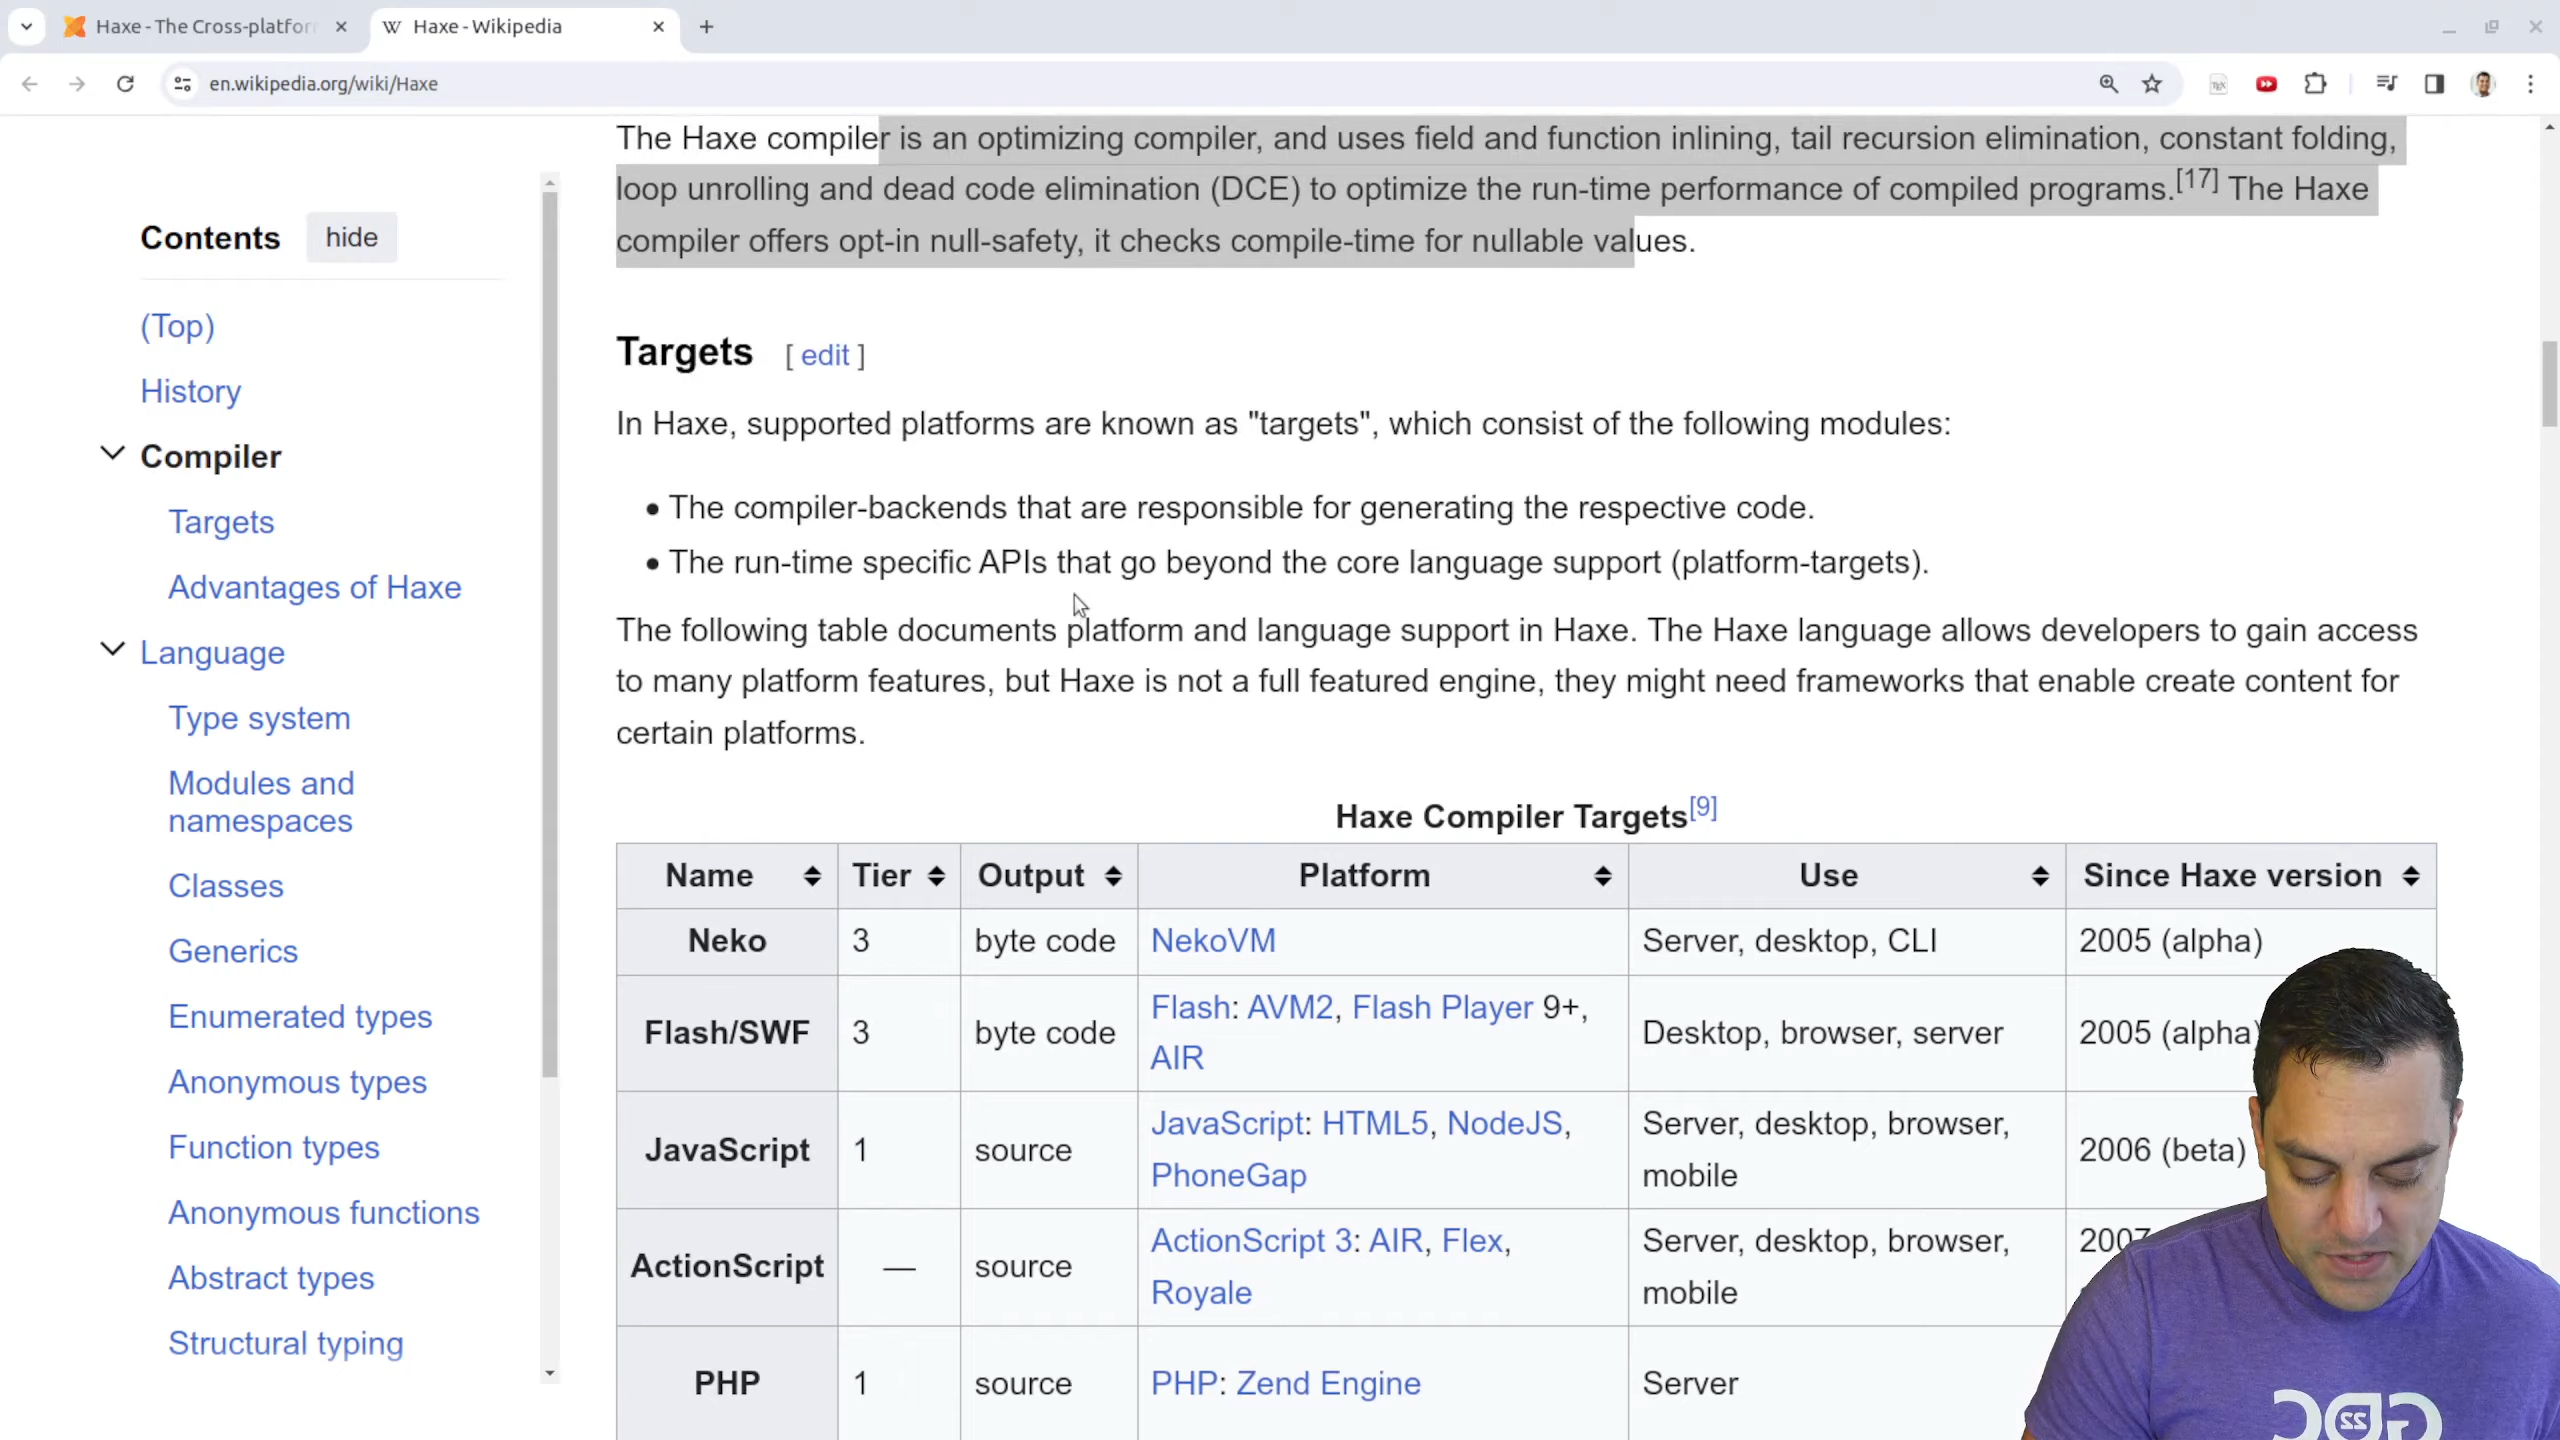 Haxe - The Cross-platfor
Haxe - Wikipedia
en.wikipedia.org/wiki/Haxe
Contents
hide
(Top)
History
Compiler
Targets
Advantages of Haxe
Language
Type system
Modules and
namespaces
Classes
Generics
Enumerated types
Anonymous types
Function types
Anonymous functions
Abstract types
Structural typing
The Haxe compiler is an optimizing compiler, and uses field and function inlining, tail recursion elimination, constant folding,
loop unrolling and dead code elimination (DCE) to optimize the run-time performance of compiled programs.[17] The Haxe
compiler offers opt-in null-safety, it checks compile-time for nullable values.
Targets [ edit ]
In Haxe, supported platforms are known as "targets", which consist of the following modules:
• The compiler-backends that are responsible for generating the respective code.
• The run-time specific APIs that go beyond the core language support (platform-targets).
The following table documents platform and language support in Haxe. The Haxe language allows developers to gain access
to many platform features, but Haxe is not a full featured engine, they might need frameworks that enable create content for
certain platforms.
Haxe Compiler Targets[9]
Name Tier Output Platform Use Since Haxe version
Neko 3 byte code NekoVM Server, desktop, CLI 2005 (alpha)
Flash/SWF 3 byte code Flash: AVM2, Flash Player 9+,
AIR Desktop, browser, server 2005 (alpha)
JavaScript 1 source JavaScript: HTML5, NodeJS,
PhoneGap Server, desktop, browser,
mobile 2006 (beta)
ActionScript — source ActionScript 3: AIR, Flex,
Royale Server, desktop, browser,
mobile 2007
PHP 1 source PHP: Zend Engine Server